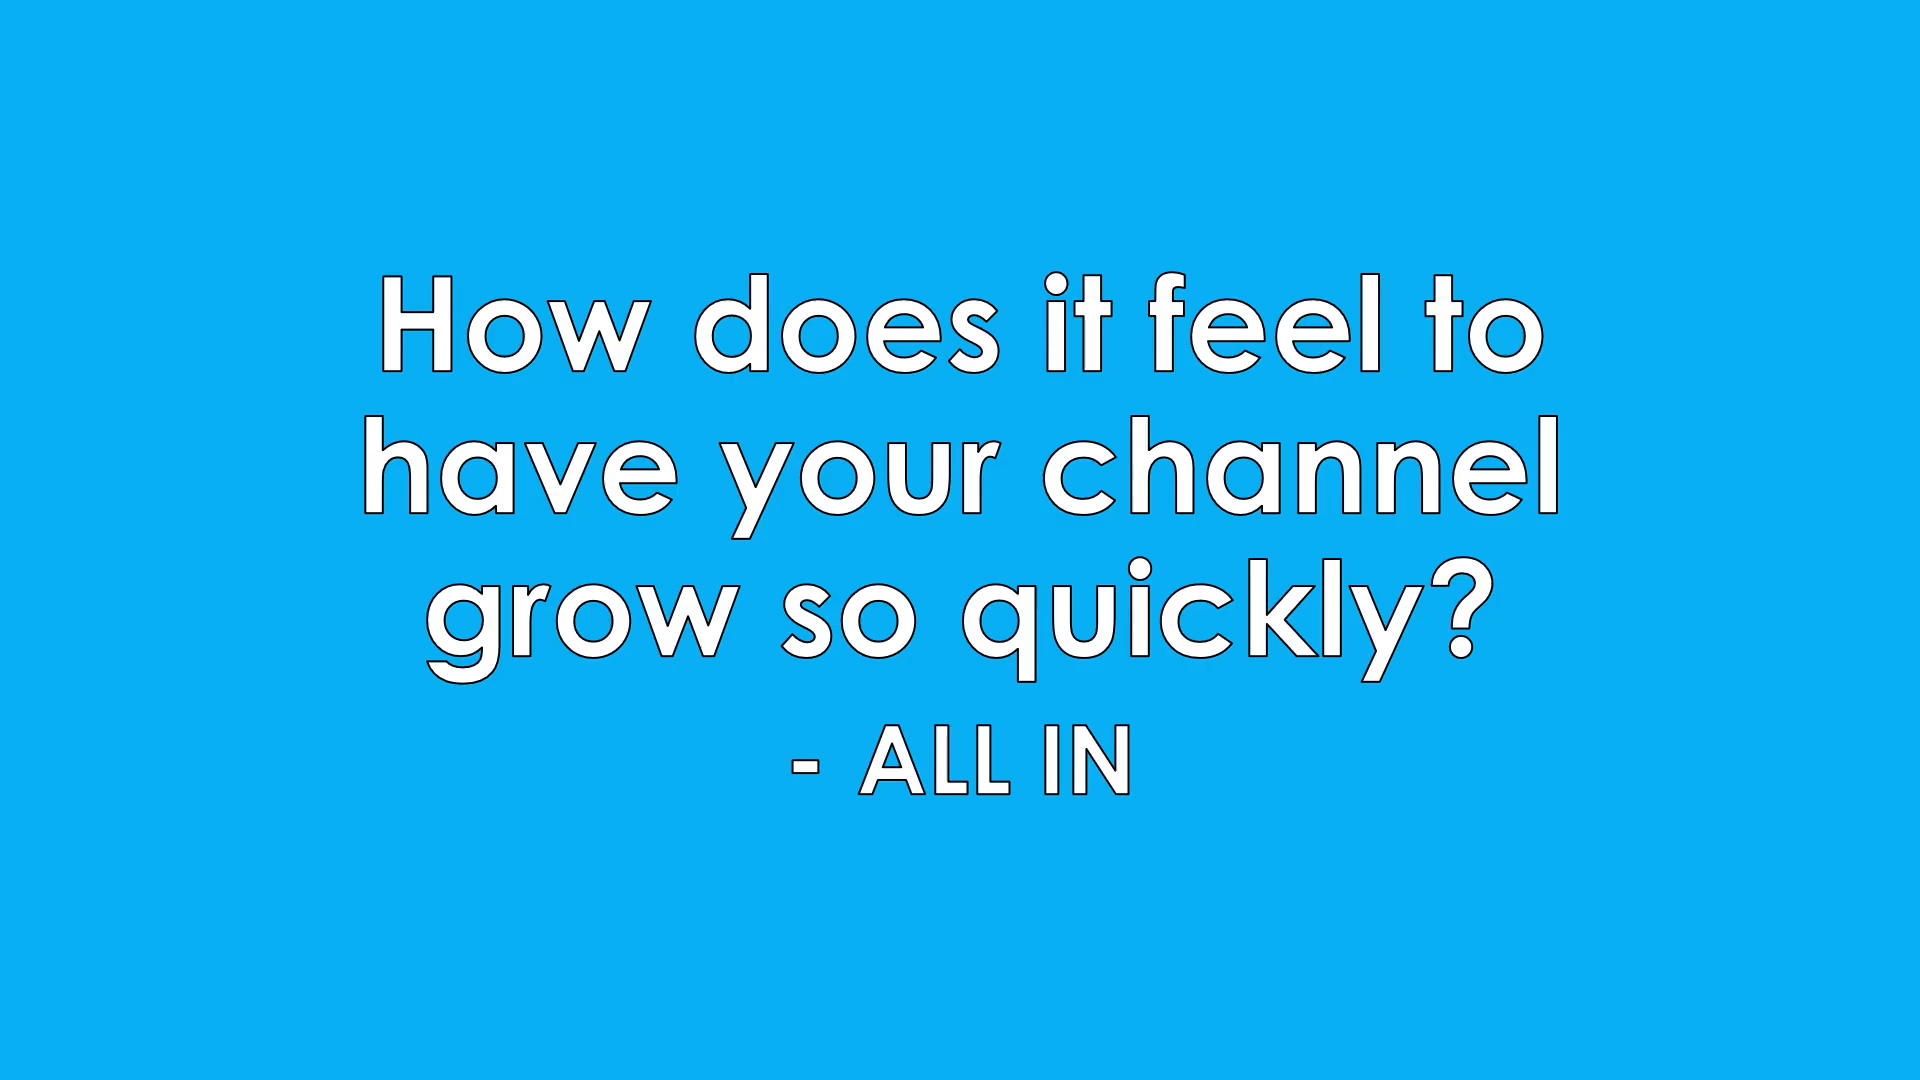 How does it feel to
have your channel
grow so quickly?
- ALL IN